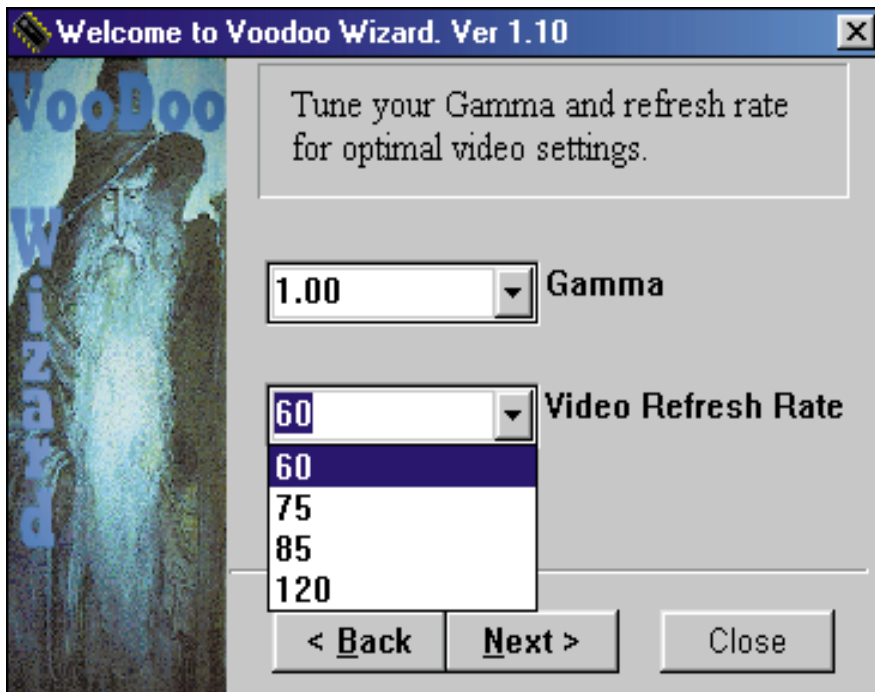 Welcome to Voodoo Wizard. Ver 1.10
VooDoo
Wizard
Tune your Gamma and refresh rate
for optimal video settings.
1.00
Gamma
60
Video Refresh Rate
60
75
85
120
< Back
Next >
Close